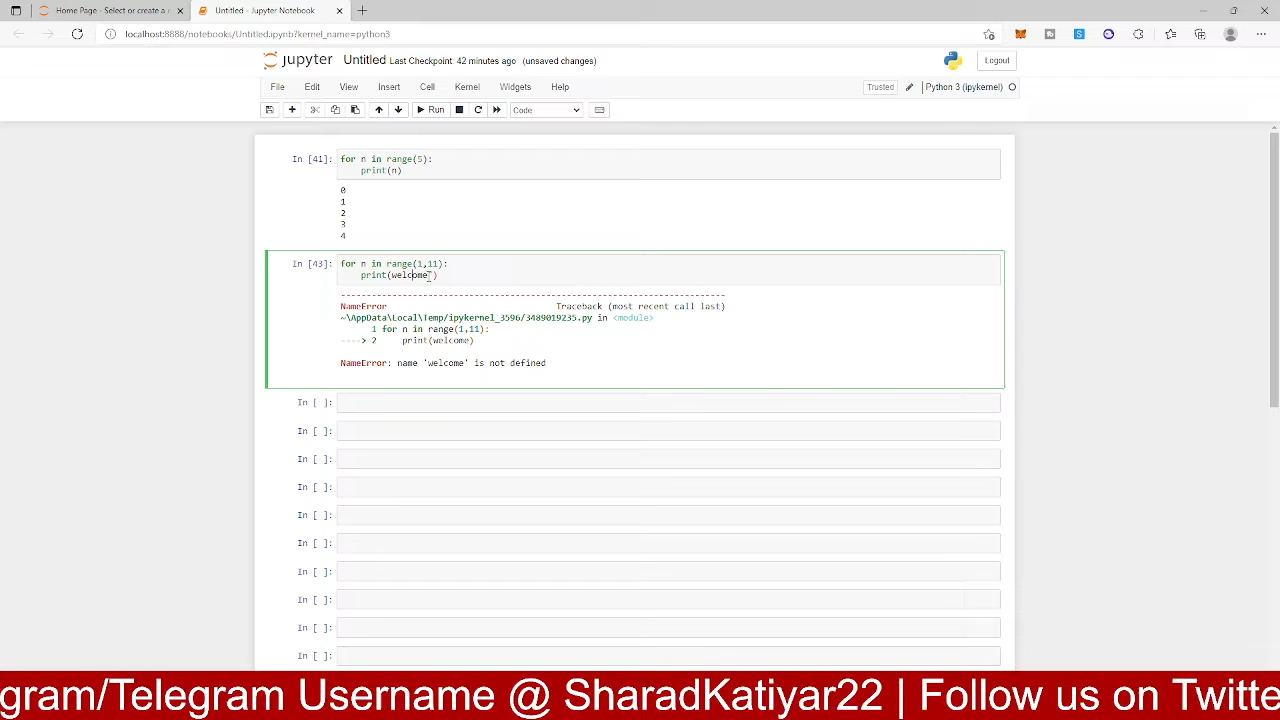 Home Page - Select or create a n
Untitled - Jupyter Notebook
localhost:8888/notebooks/Untitled.ipynb?kernel_name=python3
jupyter Untitled Last Checkpoint: 42 minutes ago (unsaved changes)
Logout
File Edit View Insert Cell Kernel Widgets Help
Trusted
Python 3 (ipykernel)
Run
Code
In [41]: for n in range(5):
print(n)
0
1
2
3
4
In [43]: for n in range(1,11):
print(welcome")
---------------------------------------------------------------------------
NameError Traceback (most recent call last)
~\AppData\Local\Temp/ipykernel_3596/3489019235.py in <module>
1 for n in range(1,11):
----> 2 print(welcome)
NameError: name 'welcome' is not defined
In [ ]:
In [ ]:
In [ ]:
In [ ]:
In [ ]:
In [ ]:
In [ ]:
In [ ]:
In [ ]:
In [ ]:
gram/Telegram Username @ SharadKatiyar22 | Follow us on Twitte